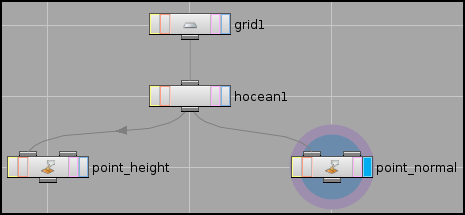 grid1
hocean1
point_height
point_normal